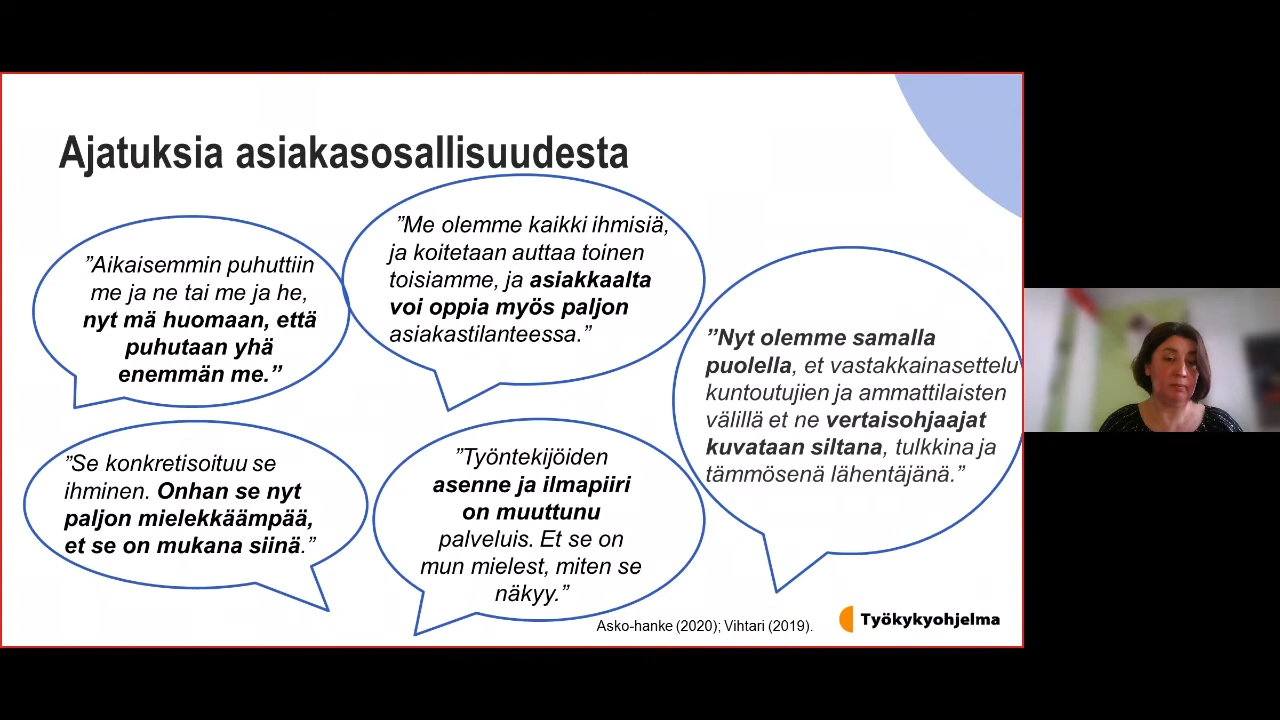 Ajatuksia asiakasosallisuudesta
”Aikaisemmin puhuttiin
me ja ne tai me ja he,
nyt mä huomaan, että
puhutaan yhä
enemmän me.”
”Me olemme kaikki ihmisiä,
ja koitetaan auttaa toinen
toisiamme, ja asiakkaalta
voi oppia myös paljon
asiakastilanteessa.”
”Nyt olemme samalla
puolella, et vastakkainasettelu
kuntoutujien ja ammattilaisten
välillä et ne vertaisohjaajat
kuvataan siltana, tulkkina ja
tämmösenä lähentäjänä.”
”Se konkretisoituu se
ihminen. Onhan se nyt
paljon mielekkäämpää,
et se on mukana siinä.”
”Työntekijöiden
asenne ja ilmapiiri
on muuttunu
palveluis. Et se on
mun mielest, miten se
näkyy.”
Asko-hanke (2020); Vihtari (2019).
Työkykyohjelma